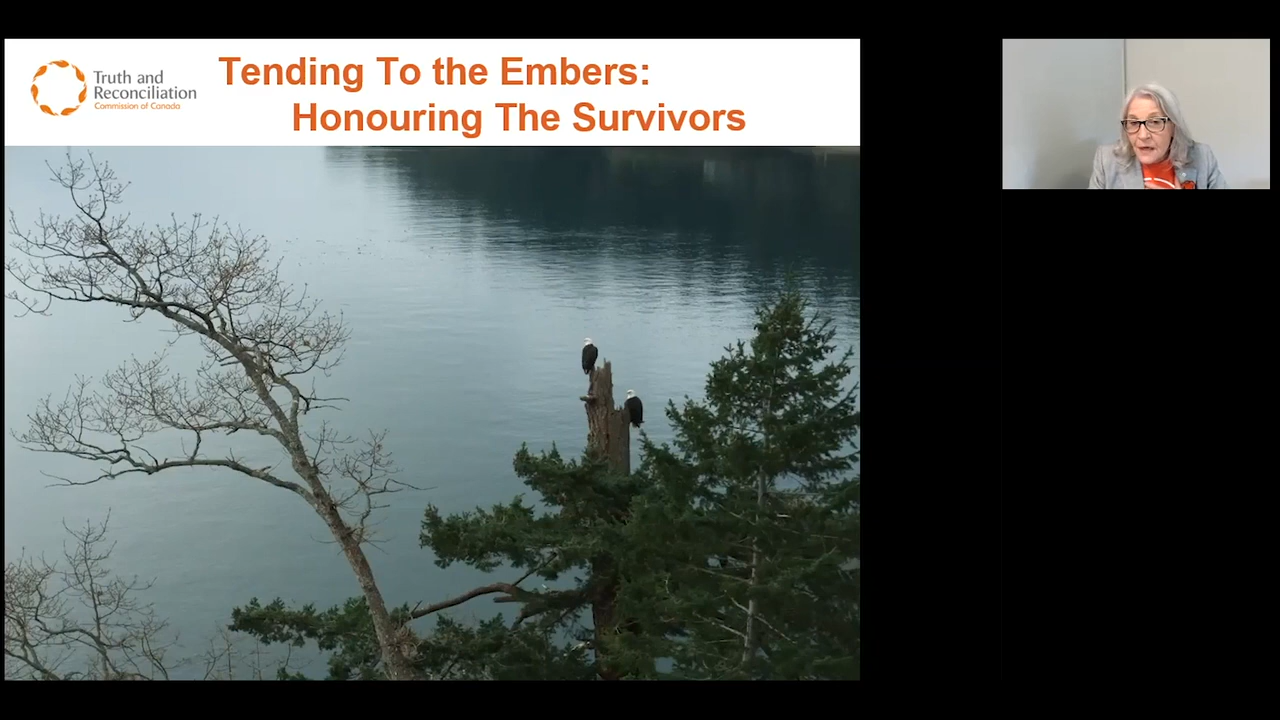 Truth and
Reconciliation
Commission of Canada
Tending To the Embers:
Honouring The Survivors